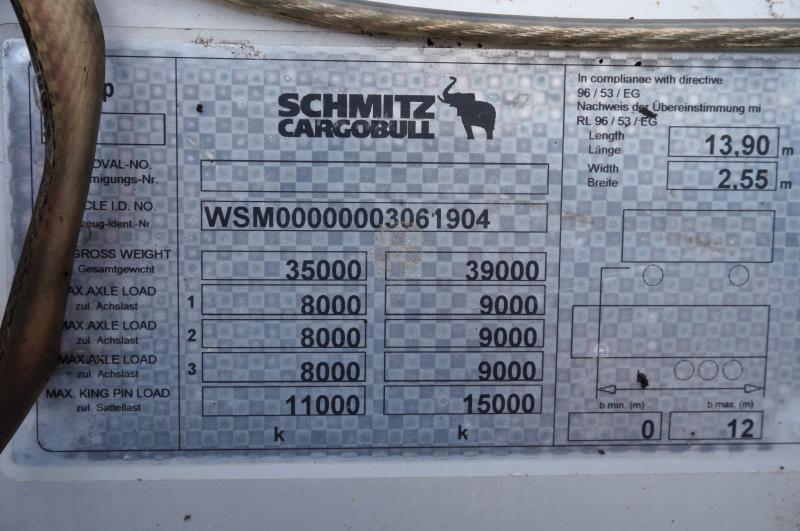 p
SCHMITZ
CARGOBULL
OVAL-NO.
migungs-Nr.
CLE I.D. NO. WSM00000003061904
zeug-Ident.-Nr
GROSS WEIGHT 35000 39000
Gesamtgewicht
MAX.AXLE LOAD 1 8000 9000
zul. Achslast
MAX.AXLE LOAD 2 8000 9000
zul. Achslast
MAX.AXLE LOAD 3 8000 9000
zul. Achslast
MAX. KING PIN LOAD 11000 15000
zul. Sattellast
k k
In compliance with directive
96 / 53 / EG
Nachweis der Übereinstimmung mi
RL 96 / 53 / EG
Length
Länge 13,90 m
Width
Breite 2,55 m
b min. (m) b max. (m)
0 12